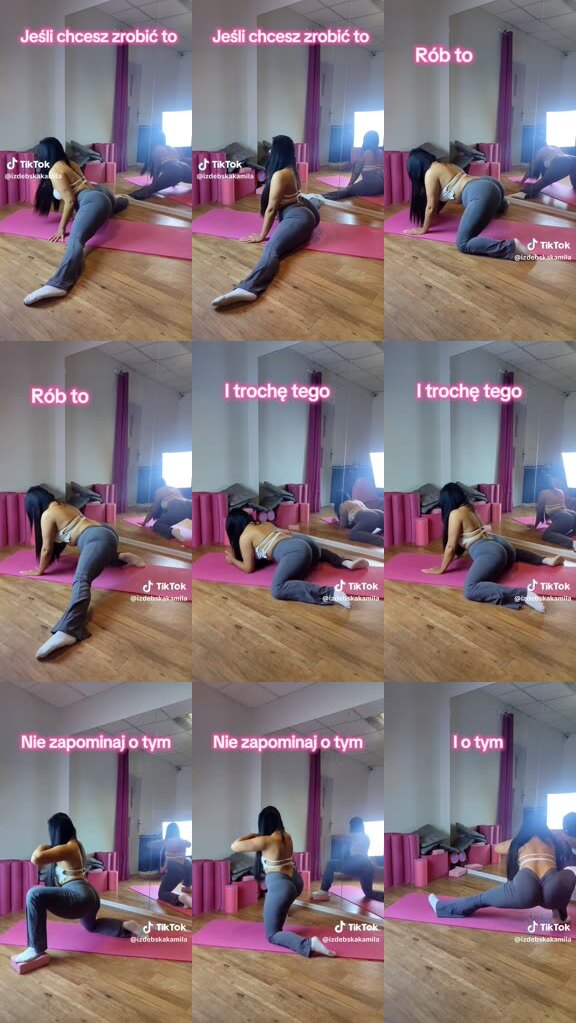 Jeśli chcesz zrobić to
TikTok
@izdebskakamila
Jeśli chcesz zrobić to
TikTok
@izdebskakamila
Rób to
TikTok
@izdebskakamila
Rób to
TikTok
@izdebskakamila
I trochę tego
TikTok
@izdebskakamila
I trochę tego
TikTok
@izdebskakamila
Nie zapominaj o tym
TikTok
@izdebskakamila
Nie zapominaj o tym
TikTok
@izdebskakamila
I o tym
TikTok
@izdebskakamila